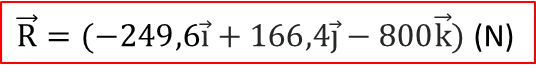 R⃗ = (−249,6i⃗ + 166,4j⃗ − 800k⃗) (N)